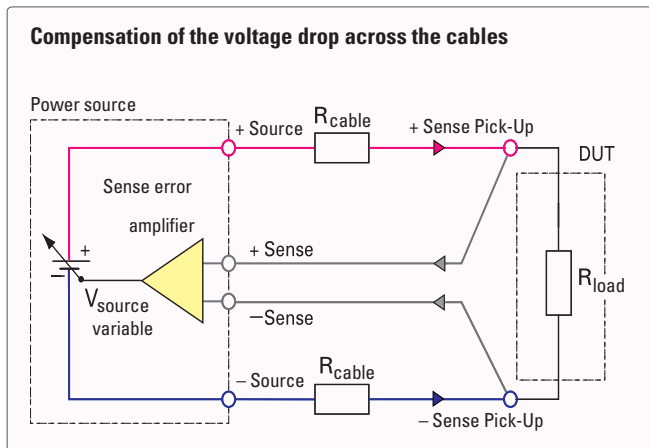 Compensation of the voltage drop across the cables
Power source
+ Source
Rcable
+ Sense Pick-Up
DUT
Sense error
amplifier
+ Sense
+
−
Vsource
variable
Rload
−Sense
− Source
Rcable
− Sense Pick-Up